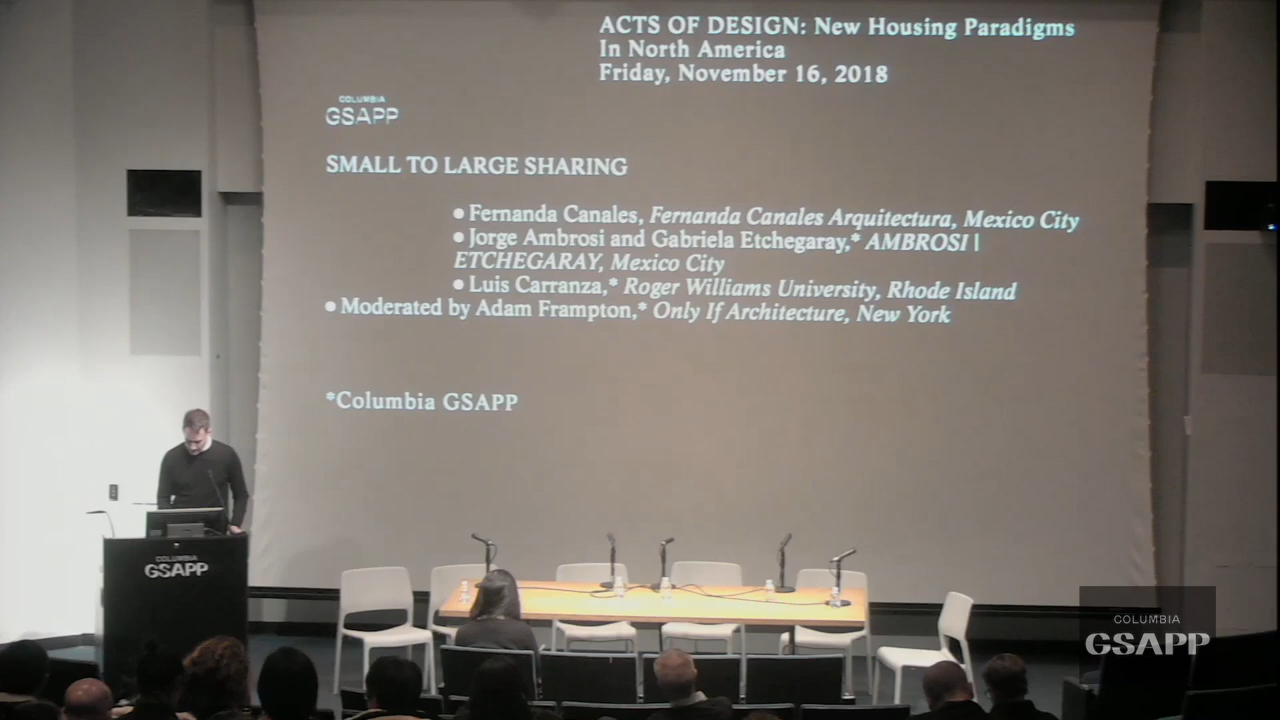 ACTS OF DESIGN: New Housing Paradigms
In North America
Friday, November 16, 2018
COLUMBIA
GSAPP
SMALL TO LARGE SHARING
● Fernanda Canales, Fernanda Canales Arquitectura, Mexico City
● Jorge Ambrosi and Gabriela Etchegaray,* AMBROSI |
ETCHEGARAY, Mexico City
● Luis Carranza,* Roger Williams University, Rhode Island
● Moderated by Adam Frampton,* Only If Architecture, New York
*Columbia GSAPP
COLUMBIA
GSAPP
COLUMBIA
GSAPP